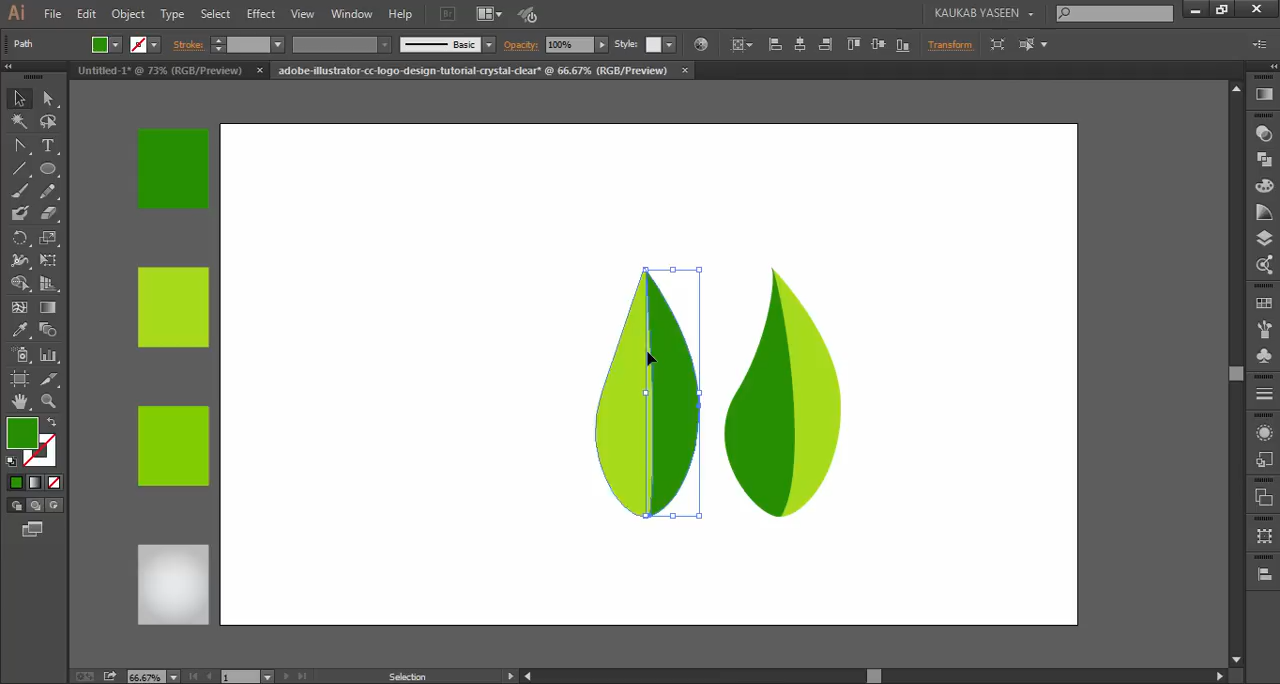 Ai File Edit Object Type Select Effect View Window Help Br KAUKAB YASEEN
Path Stroke: Basic Opacity: 100% Style: Transform
Untitled-1* @ 73% (RGB/Preview) × adobe-illustrator-cc-logo-design-tutorial-crystal-clear* @ 66.67% (RGB/Preview) ×
T
66.67% 1 Selection